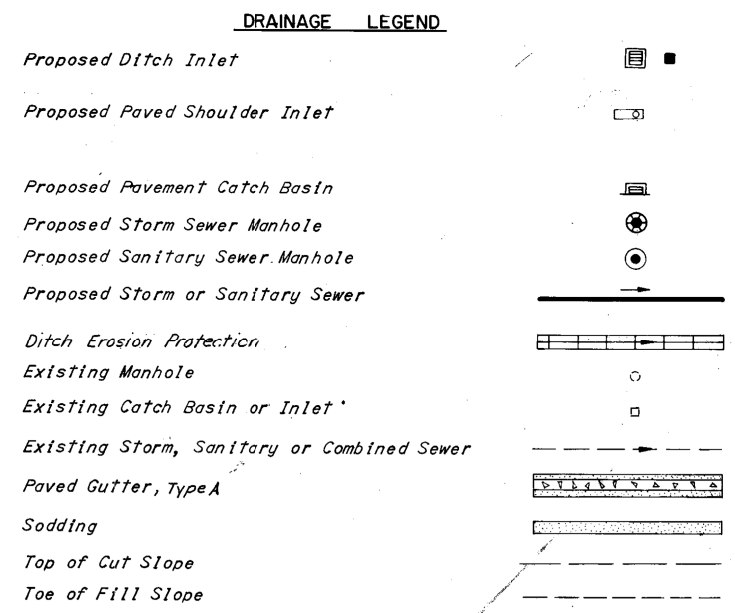 DRAINAGE LEGEND
Proposed Ditch Inlet
Proposed Paved Shoulder Inlet
Proposed Pavement Catch Basin
Proposed Storm Sewer Manhole
Proposed Sanitary Sewer Manhole
Proposed Storm or Sanitary Sewer
Ditch Erosion Protection
Existing Manhole
Existing Catch Basin or Inlet
Existing Storm, Sanitary or Combined Sewer
Paved Gutter, Type A
Sodding
Top of Cut Slope
Toe of Fill Slope